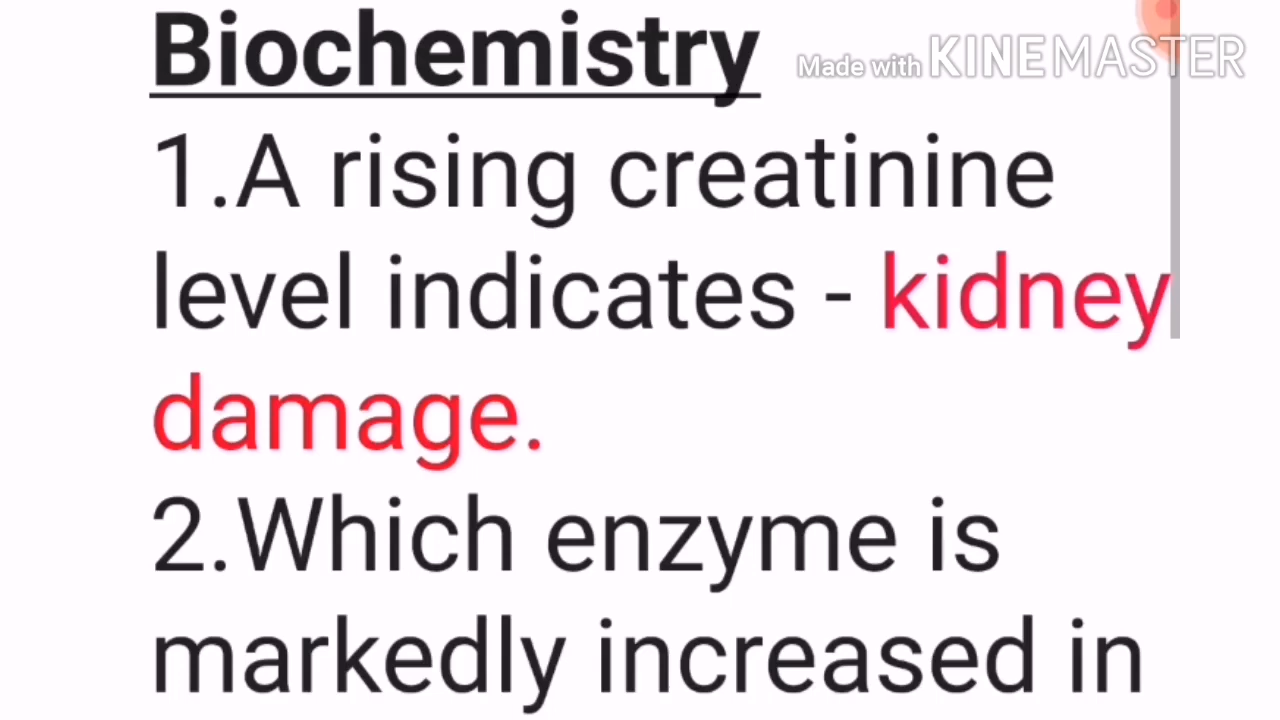 Biochemistry
Made with KINEMASTER
1.A rising creatinine
level indicates - kidney
damage.
2.Which enzyme is
markedly increased in